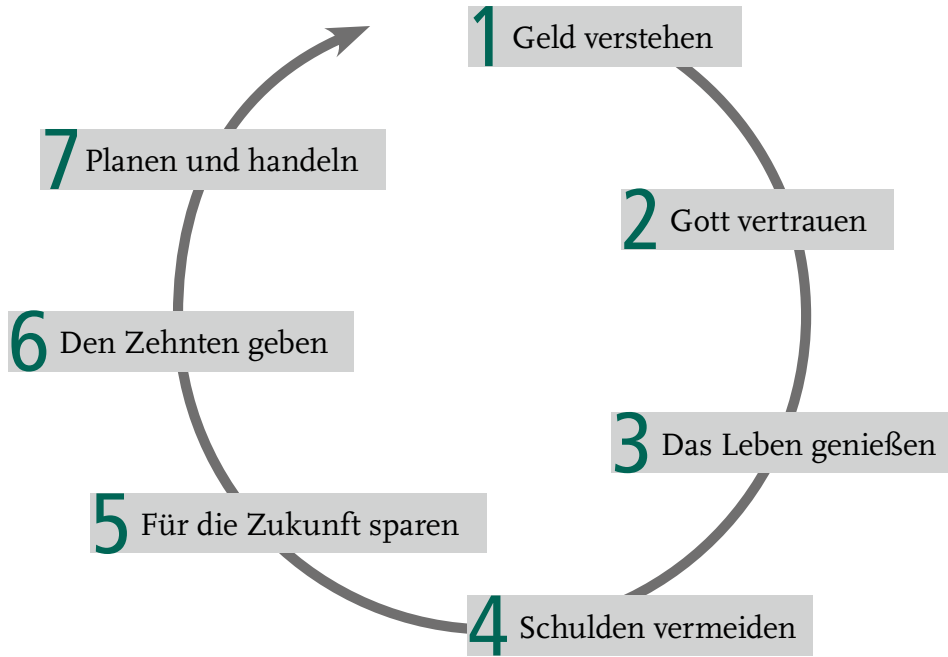 1 Geld verstehen
2 Gott vertrauen
3 Das Leben genießen
4 Schulden vermeiden
5 Für die Zukunft sparen
6 Den Zehnten geben
7 Planen und handeln